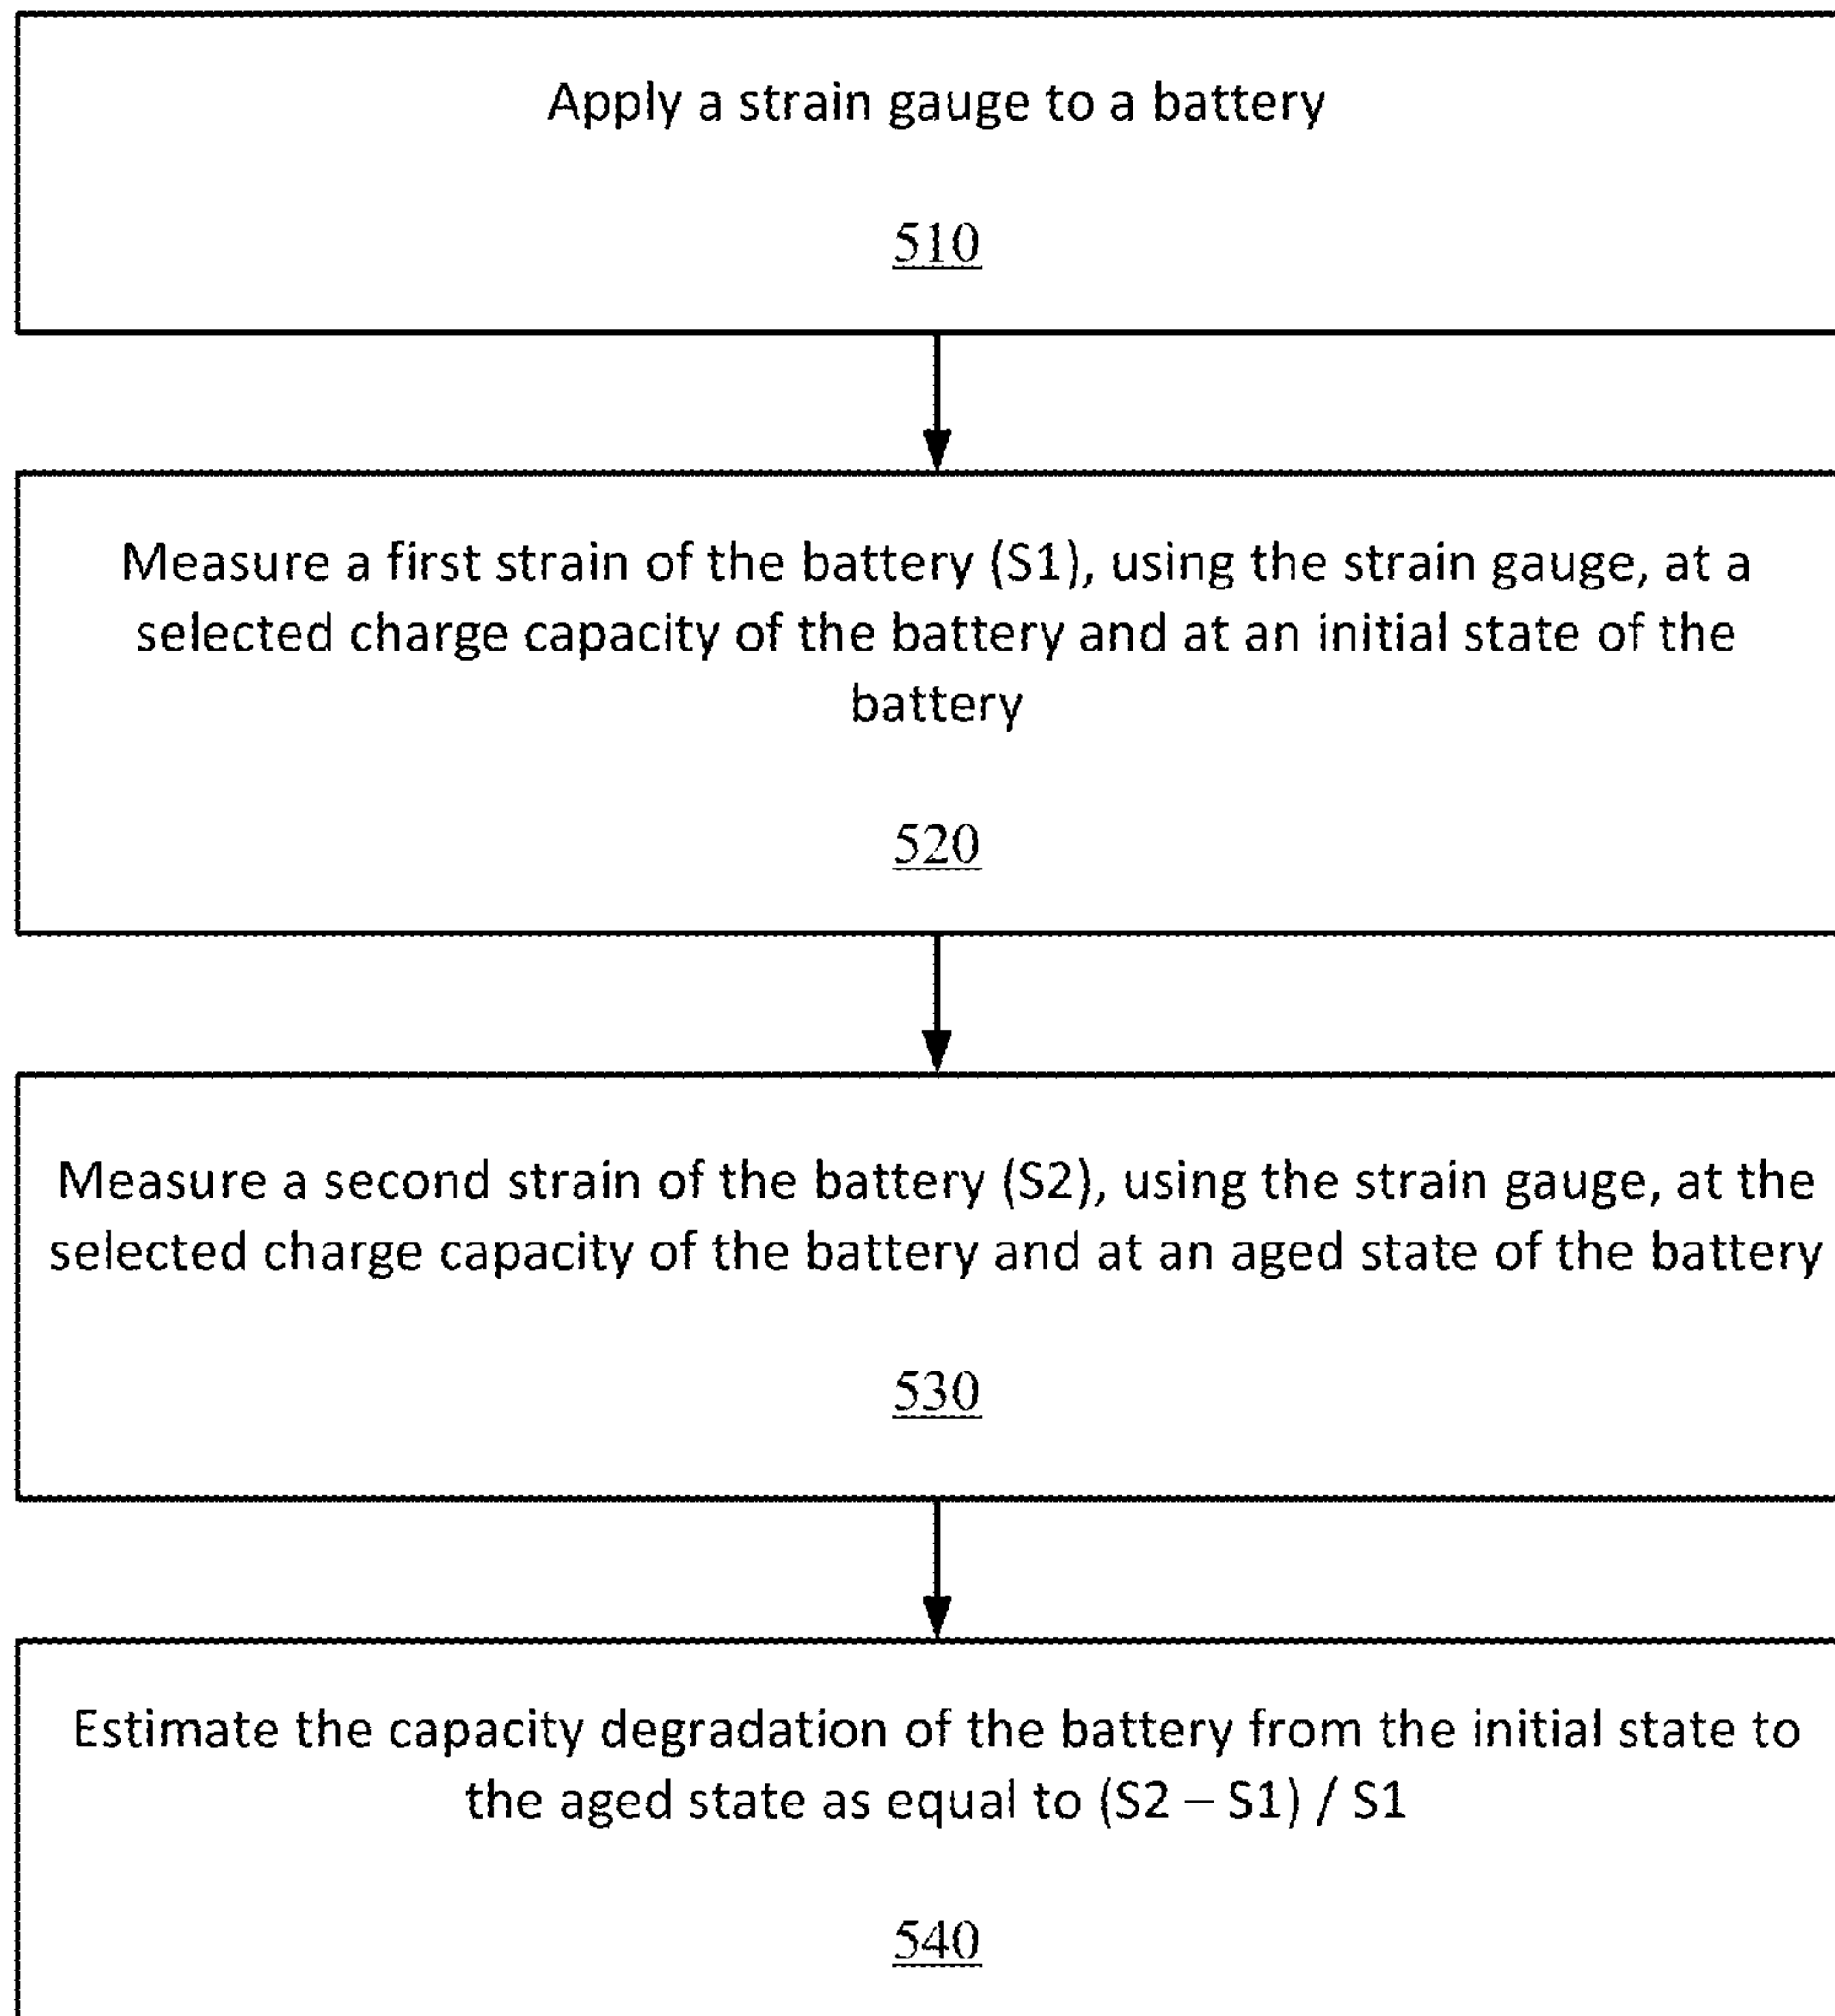 Apply a strain gauge to a battery
510
Measure a first strain of the battery (S1), using the strain gauge, at a
selected charge capacity of the battery and at an initial state of the
battery
520
Measure a second strain of the battery (S2), using the strain gauge, at the
selected charge capacity of the battery and at an aged state of the battery
530
Estimate the capacity degradation of the battery from the initial state to
the aged state as equal to (S2 – S1) / S1
540